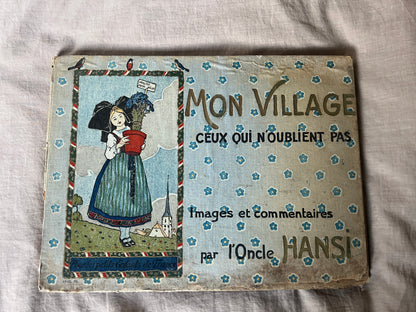 MON VILLAGE
CEUX QUI N'OUBLIENT PAS
Images et commentaires
par l'Oncle HANSI